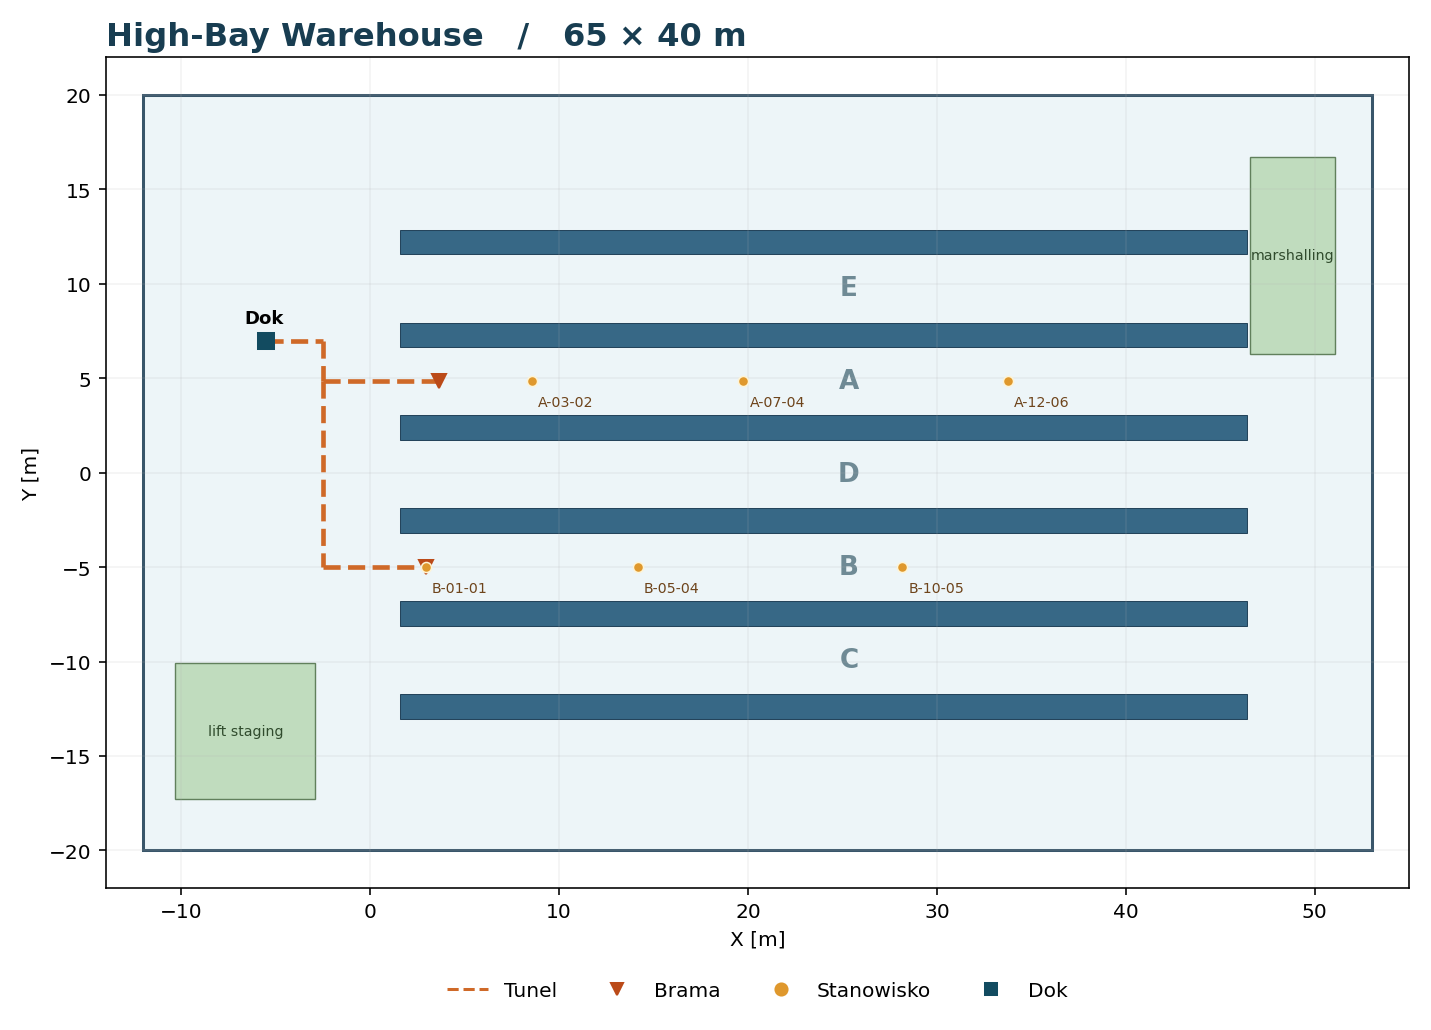 High-Bay Warehouse / 65 × 40 m
Y [m]
20
15
10
5
0
−5
−10
−15
−20
marshalling
E
Dok
A
A-03-02
A-07-04
A-12-06
D
B
B-01-01
B-05-04
B-10-05
C
lift staging
−10
0
10
20
30
40
50
X [m]
Tunel
Brama
Stanowisko
Dok